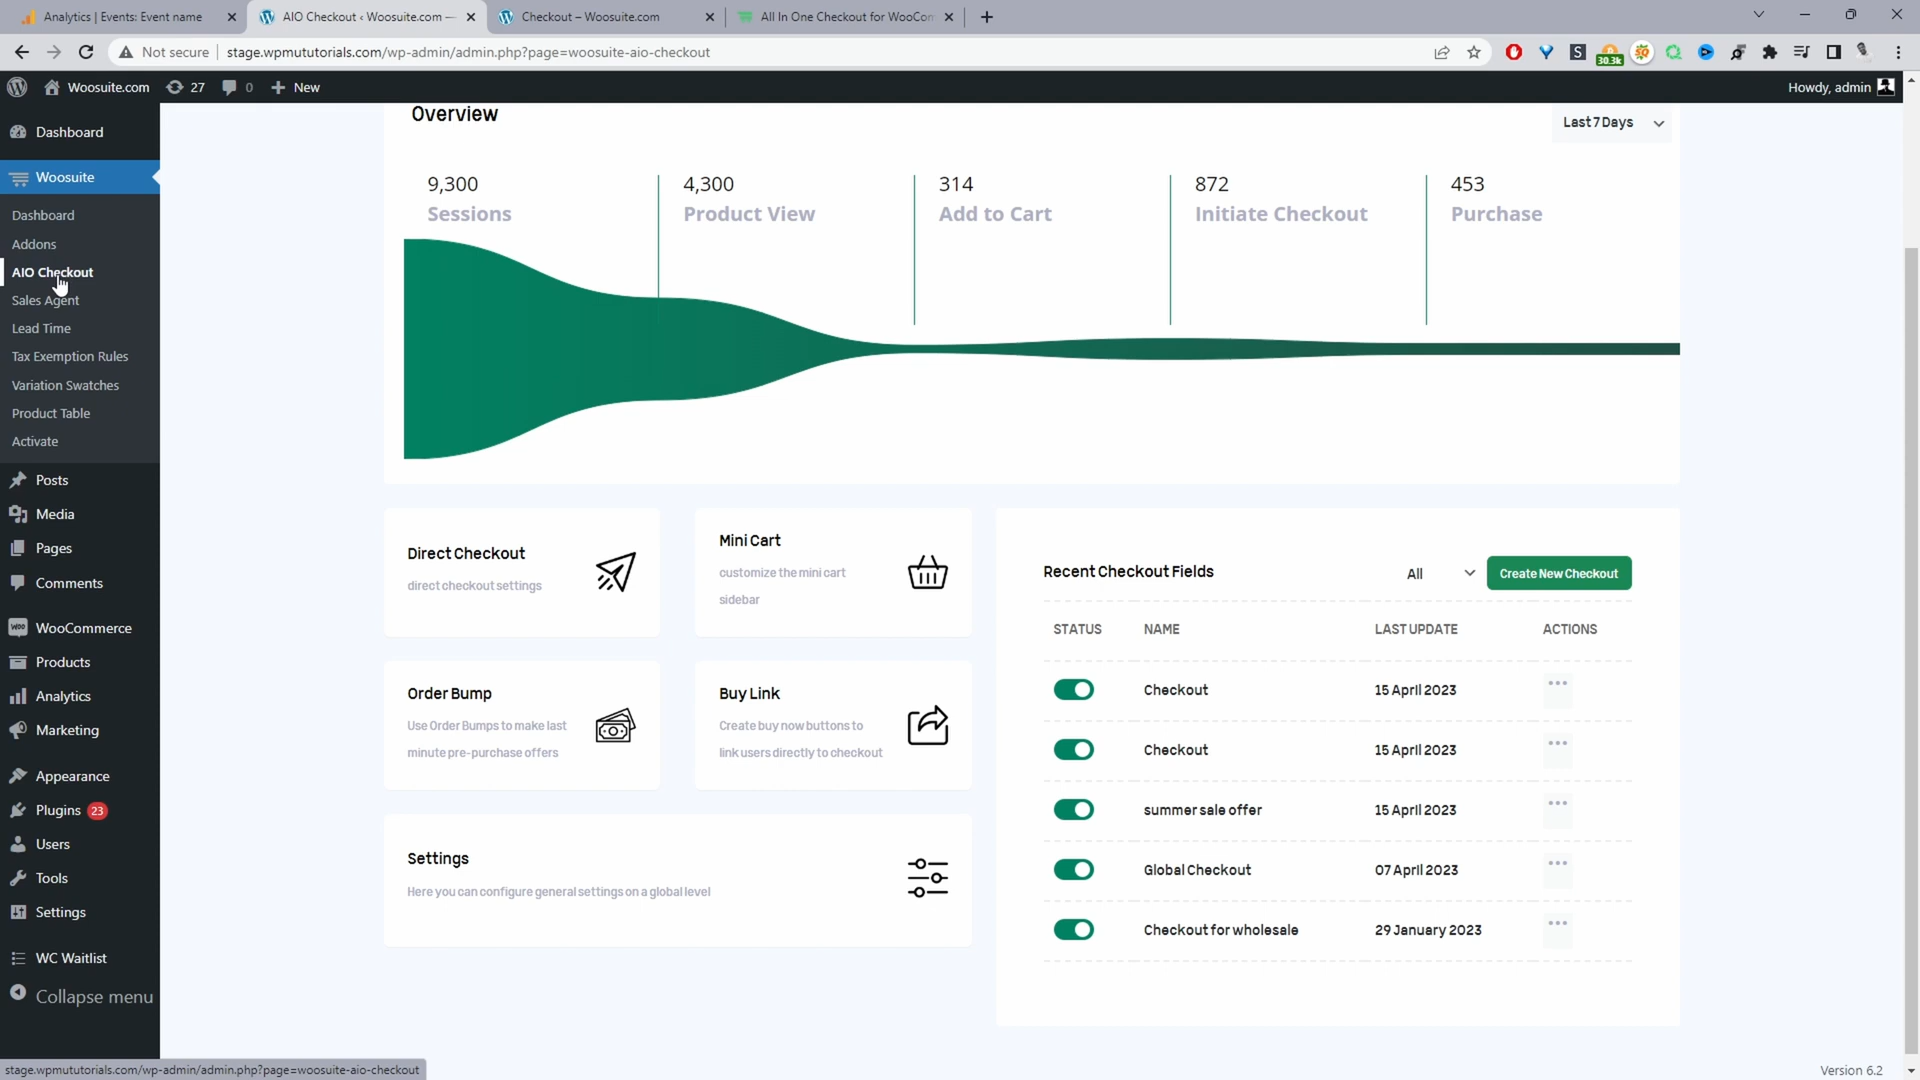 Analytics | Events: Event name
AIO Checkout ‹ Woosuite.com —
Checkout – Woosuite.com
All In One Checkout for WooCom
Not secure
stage.wpmututorials.com/wp-admin/admin.php?page=woosuite-aio-checkout
30.3k
Woosuite.com
27
0
New
Howdy, admin
Dashboard
Woosuite
Dashboard
Addons
AIO Checkout
Sales Agent
Lead Time
Tax Exemption Rules
Variation Swatches
Product Table
Activate
Posts
Media
Pages
Comments
WooCommerce
Products
Analytics
Marketing
Appearance
Plugins 23
Users
Tools
Settings
WC Waitlist
Collapse menu
Overview
Last 7 Days
9,300
Sessions
4,300
Product View
314
Add to Cart
872
Initiate Checkout
453
Purchase
Direct Checkout
direct checkout settings
Mini Cart
customize the mini cart
sidebar
Order Bump
Use Order Bumps to make last
minute pre-purchase offers
Buy Link
Create buy now buttons to
link users directly to checkout
Settings
Here you can configure general settings on a global level
Recent Checkout Fields
All
Create New Checkout
STATUS NAME LAST UPDATE ACTIONS
Checkout 15 April 2023
Checkout 15 April 2023
summer sale offer 15 April 2023
Global Checkout 07 April 2023
Checkout for wholesale 29 January 2023
stage.wpmututorials.com/wp-admin/admin.php?page=woosuite-aio-checkout
Version 6.2